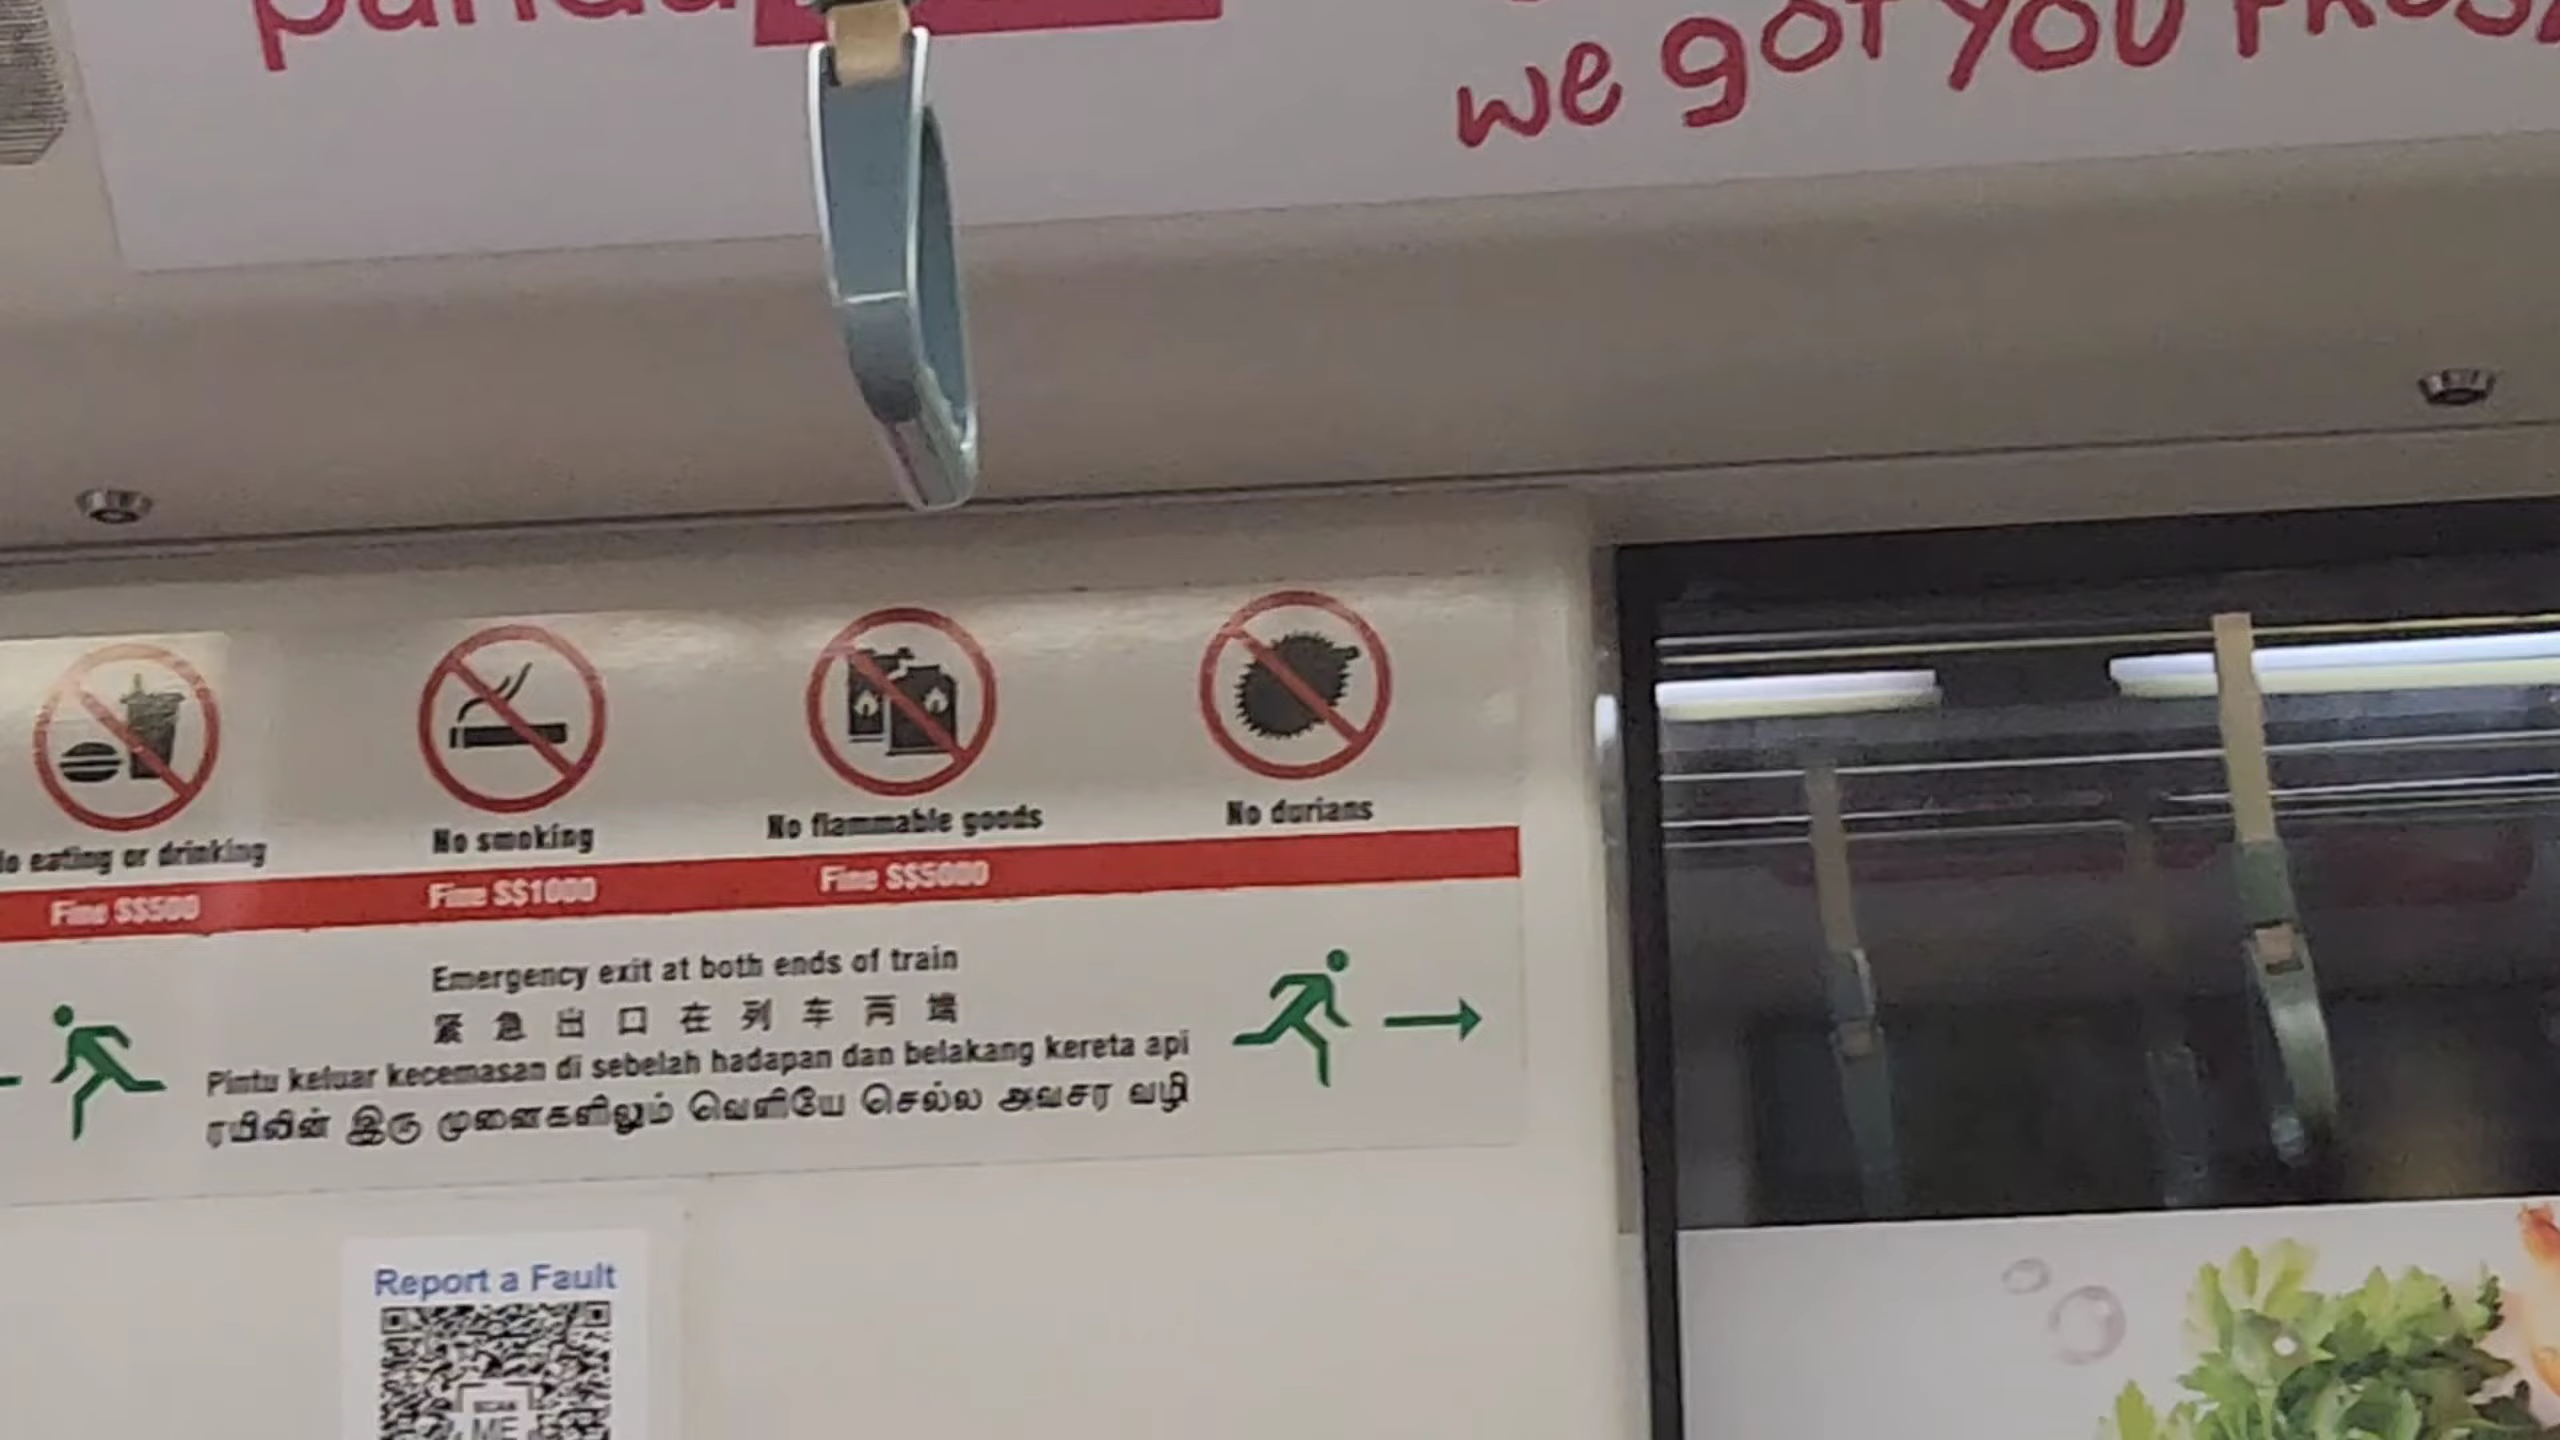 we got you
No eating or drinking
No smoking
No flammable goods
No durians
Fine S$500
Fine S$1000
Fine S$5000
Emergency exit at both ends of train
紧急出口在列车两端
Pintu keluar kecemasan di sebelah hadapan dan belakang kereta api
ரயிலின் இரு முனைகளிலும் வெளியே செல்ல அவசர வழி
Report a Fault
SCAN
ME